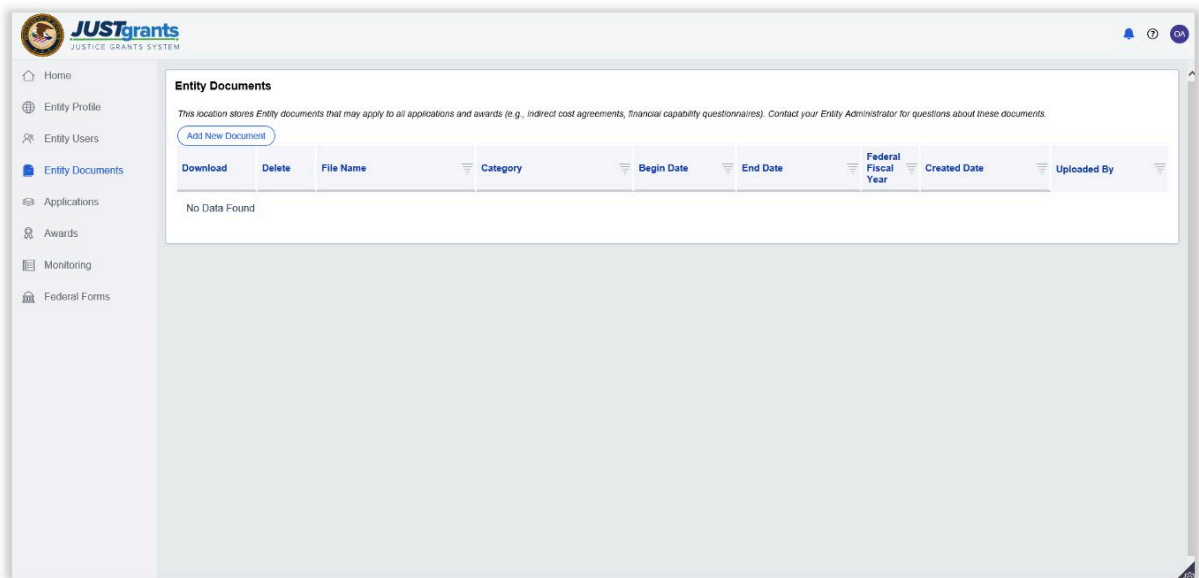 JUSTgrants
JUSTICE GRANTS SYSTEM
OA
Home
Entity Profile
Entity Users
Entity Documents
Applications
Awards
Monitoring
Federal Forms
Entity Documents
This location stores Entity documents that may apply to all applications and awards (e.g., indirect cost agreements, financial capability questionnaires). Contact your Entity Administrator for questions about these documents.
Add New Document
Download Delete File Name Category Begin Date End Date Federal Fiscal Year Created Date Uploaded By
No Data Found